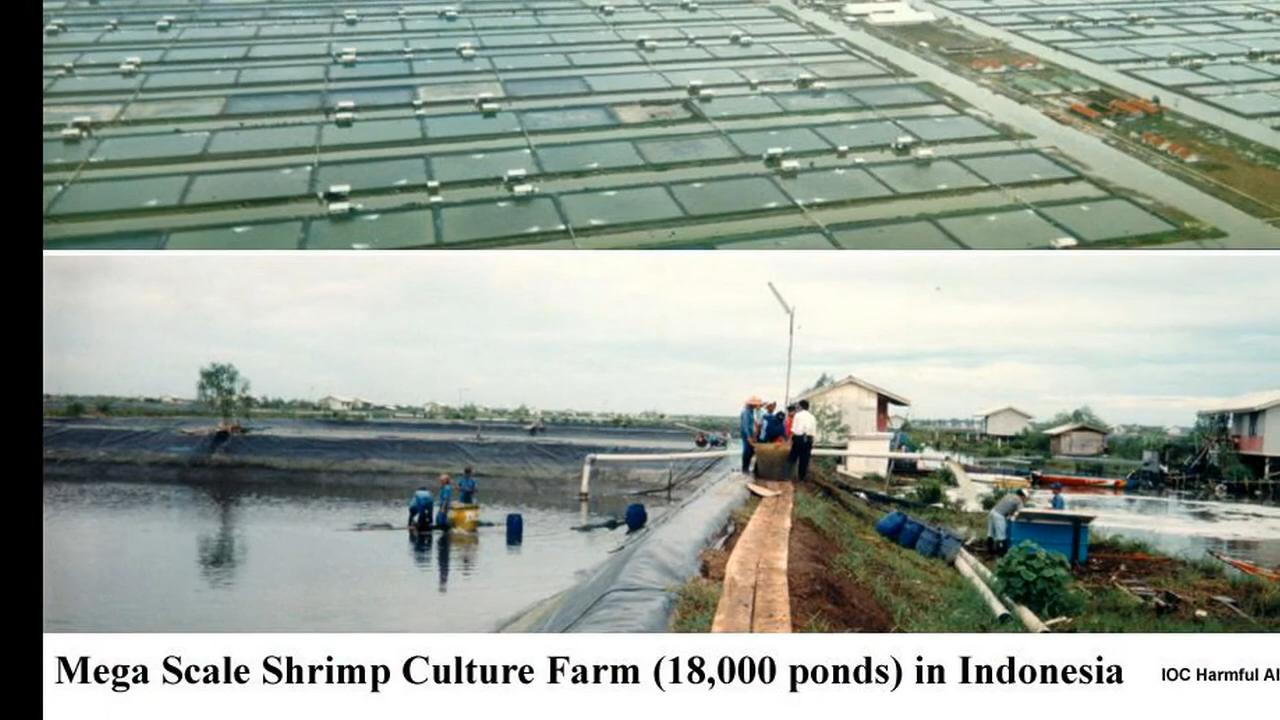 Mega Scale Shrimp Culture Farm (18,000 ponds) in Indonesia
IOC Harmful Al